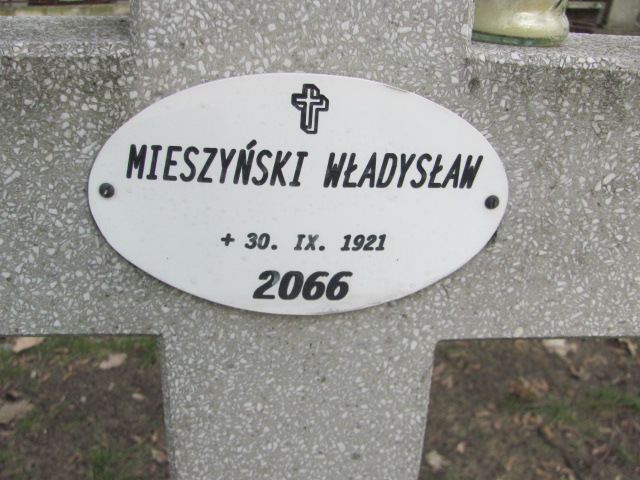 MIESZYŃSKI WŁADYSŁAW
+ 30. IX. 1921
2066